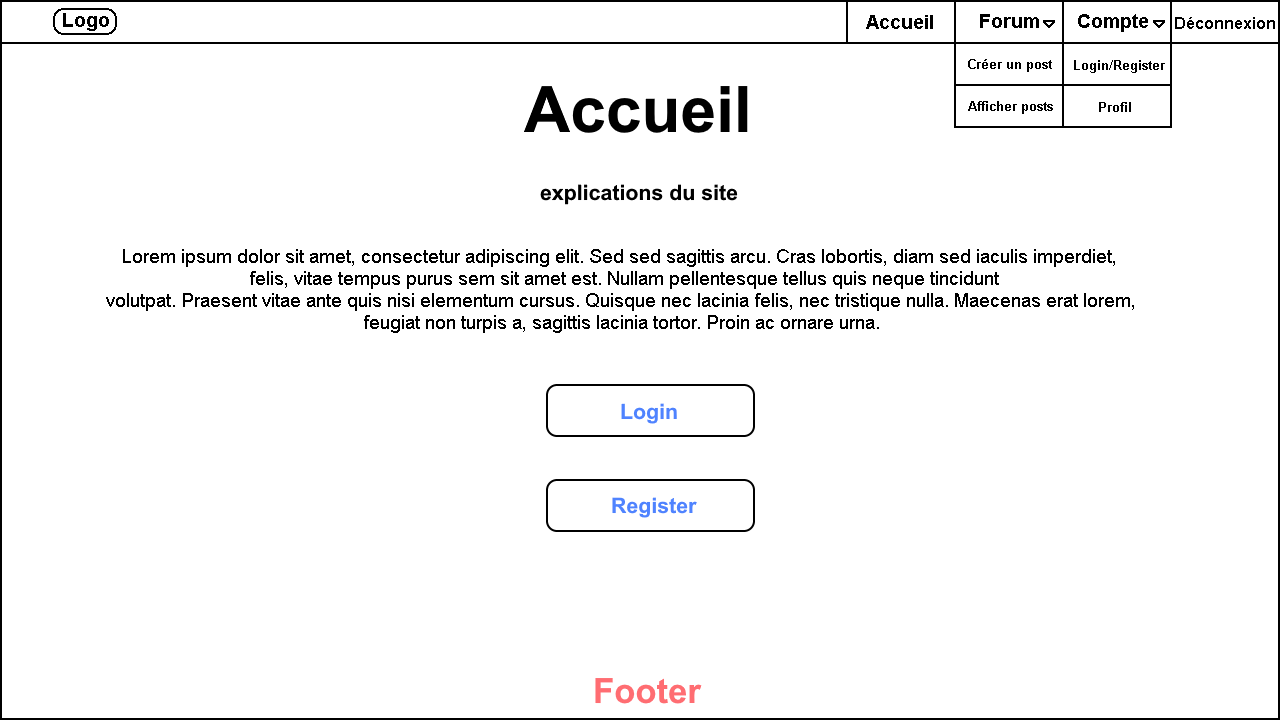 Logo
Accueil
Forum
Compte
Déconnexion
Créer un post
Login/Register
Afficher posts
Profil
Accueil
explications du site
Lorem ipsum dolor sit amet, consectetur adipiscing elit. Sed sed sagittis arcu. Cras lobortis, diam sed iaculis imperdiet,
felis, vitae tempus purus sem sit amet est. Nullam pellentesque tellus quis neque tincidunt
volutpat. Praesent vitae ante quis nisi elementum cursus. Quisque nec lacinia felis, nec tristique nulla. Maecenas erat lorem,
feugiat non turpis a, sagittis lacinia tortor. Proin ac ornare urna.
Login
Register
Footer